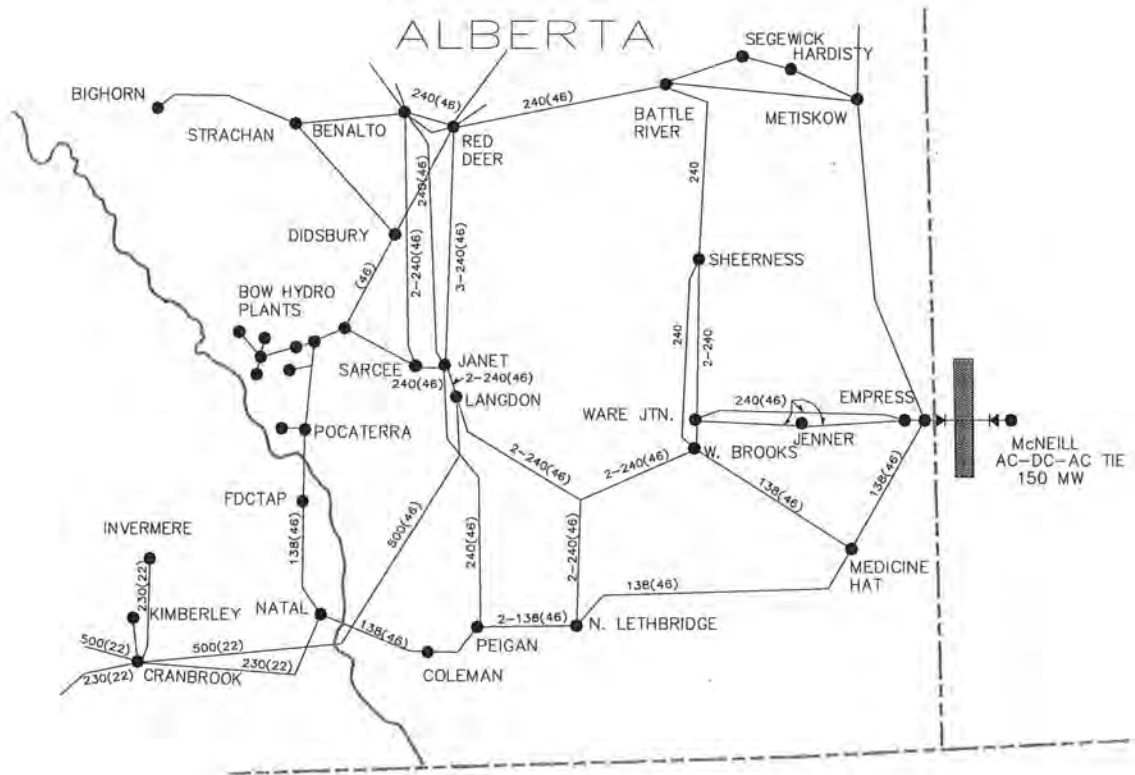 ALBERTA
SEGEWICK
HARDISTY
BIGHORN
240(46)
240(46)
STRACHAN
BENALTO
RED
DEER
BATTLE
RIVER
METISKOW
240(46)
240
DIDSBURY
2-240(46)
3-240(46)
SHEERNESS
(46)
BOW HYDRO
PLANTS
240
2-240
SARCEE
JANET
240(46)
2-240(46)
LANGDON
240(46)
EMPRESS
WARE JTN.
JENNER
POCATERRA
W. BROOKS
McNEILL
AC-DC-AC TIE
150 MW
2-240(46)
2-240(46)
138(46)
138(46)
FDCTAP
INVERMERE
138(46)
500(46)
240(46)
2-240(46)
MEDICINE
HAT
230(22)
KIMBERLEY
NATAL
138(46)
138(46)
2-138(46)
N. LETHBRIDGE
PEIGAN
500(22)
500(22)
230(22)
CRANBROOK
230(22)
COLEMAN